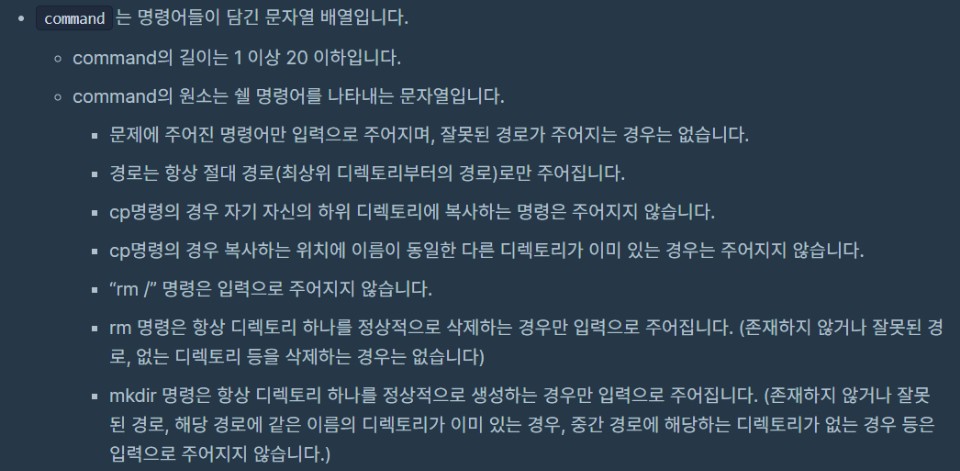 command 는 명령어들이 담긴 문자열 배열입니다.
command의 길이는 1 이상 20 이하입니다.
command의 원소는 쉘 명령어를 나타내는 문자열입니다.
문제에 주어진 명령어만 입력으로 주어지며, 잘못된 경로가 주어지는 경우는 없습니다.
경로는 항상 절대 경로(최상위 디렉토리부터의 경로)로만 주어집니다.
cp명령의 경우 자기 자신의 하위 디렉토리에 복사하는 명령은 주어지지 않습니다.
cp명령의 경우 복사하는 위치에 이름이 동일한 다른 디렉토리가 이미 있는 경우는 주어지지 않습니다.
“rm /” 명령은 입력으로 주어지지 않습니다.
rm 명령은 항상 디렉토리 하나를 정상적으로 삭제하는 경우만 입력으로 주어집니다. (존재하지 않거나 잘못된 경
로, 없는 디렉토리 등을 삭제하는 경우는 없습니다)
mkdir 명령은 항상 디렉토리 하나를 정상적으로 생성하는 경우만 입력으로 주어집니다. (존재하지 않거나 잘못
된 경로, 해당 경로에 같은 이름의 디렉토리가 이미 있는 경우, 중간 경로에 해당하는 디렉토리가 없는 경우 등은
입력으로 주어지지 않습니다.)